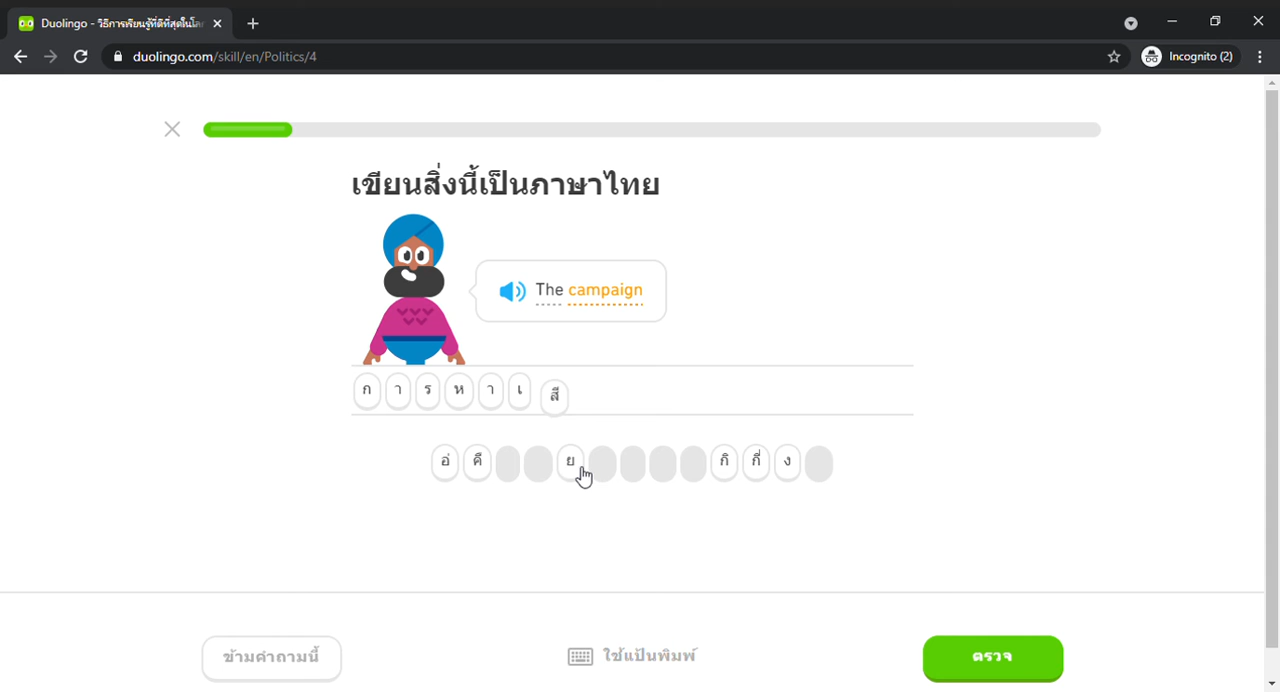 Duolingo - วิธีการเรียนรู้ที่ดีที่สุดในโล
Incognito (2)
duolingo.com/skill/en/Politics/4
เขียนสิ่งนี้เป็นภาษาไทย
The campaign
ก า ร ห า เ สี
อ่ คื ย กิ กี่ ง
ข้ามคำถามนี้
ใช้แป้นพิมพ์
ตรวจ